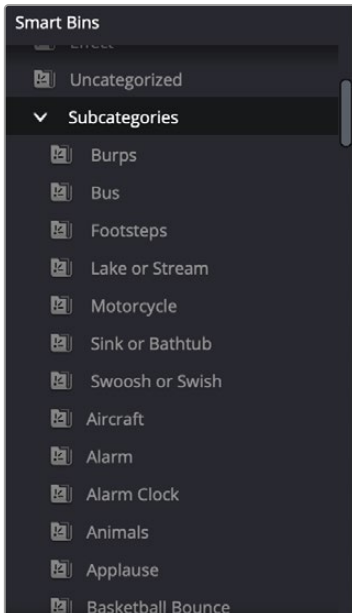 Smart Bins
Effect
Uncategorized
Subcategories
Burps
Bus
Footsteps
Lake or Stream
Motorcycle
Sink or Bathtub
Swoosh or Swish
Aircraft
Alarm
Alarm Clock
Animals
Applause
Basketball Bounce